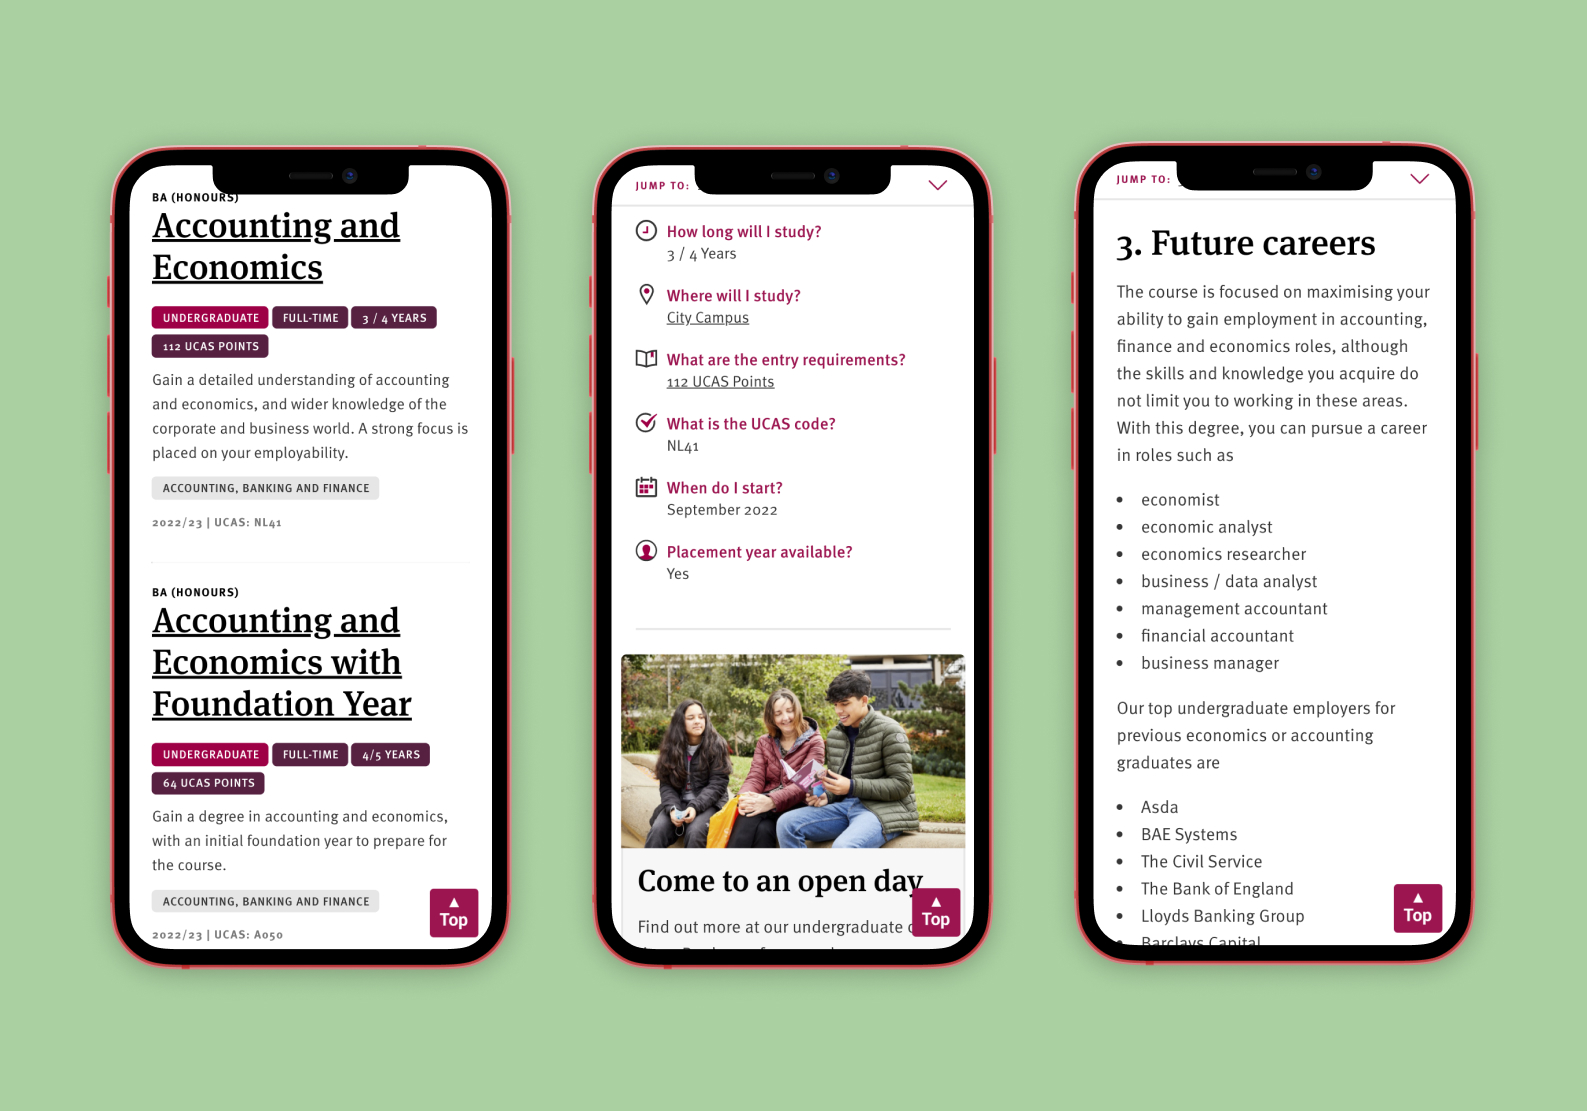 BA (HONOURS)
Accounting and
Economics
UNDERGRADUATE FULL-TIME 3 / 4 YEARS
112 UCAS POINTS
Gain a detailed understanding of accounting
and economics, and wider knowledge of the
corporate and business world. A strong focus is
placed on your employability.
ACCOUNTING, BANKING AND FINANCE
2022/23 | UCAS: NL41
BA (HONOURS)
Accounting and
Economics with
Foundation Year
UNDERGRADUATE FULL-TIME 4/5 YEARS
64 UCAS POINTS
Gain a degree in accounting and economics,
with an initial foundation year to prepare for
the course.
ACCOUNTING, BANKING AND FINANCE
2022/23 | UCAS: A050
Top
JUMP TO:
How long will I study?
3 / 4 Years
Where will I study?
City Campus
What are the entry requirements?
112 UCAS Points
What is the UCAS code?
NL41
When do I start?
September 2022
Placement year available?
Yes
Come to an open day
Find out more at our undergraduate
Top
JUMP TO:
3. Future careers
The course is focused on maximising your
ability to gain employment in accounting,
finance and economics roles, although
the skills and knowledge you acquire do
not limit you to working in these areas.
With this degree, you can pursue a career
in roles such as
• economist
• economic analyst
• economics researcher
• business / data analyst
• management accountant
• financial accountant
• business manager
Our top undergraduate employers for
previous economics or accounting
graduates are
• Asda
• BAE Systems
• The Civil Service
• The Bank of England
• Lloyds Banking Group
• Barclays Capital
Top